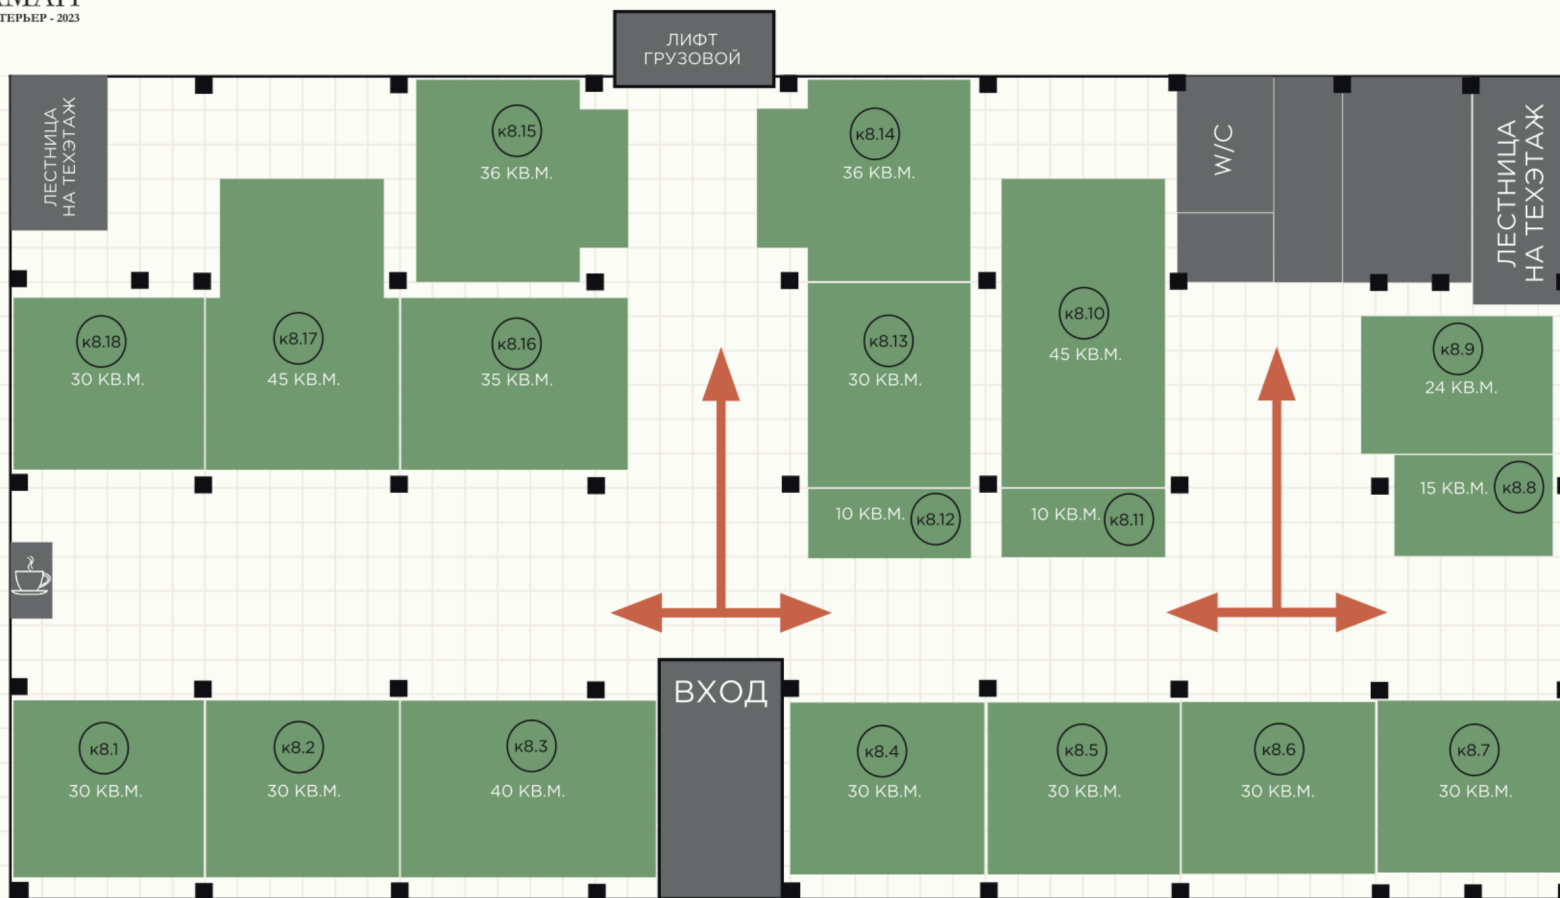 ТЕРЬЕР - 2023
ЛИФТ
ГРУЗОВОЙ
ЛЕСТНИЦА
НА ТЕХЭТАЖ
к8.15
36 КВ.М.
к8.14
36 КВ.М.
W/C
ЛЕСТНИЦА
НА ТЕХЭТАЖ
к8.18
30 КВ.М.
к8.17
45 КВ.М.
к8.16
35 КВ.М.
к8.13
30 КВ.М.
к8.10
45 КВ.М.
к8.9
24 КВ.М.
10 КВ.М. к8.12
10 КВ.М. к8.11
15 КВ.М. к8.8
ВХОД
к8.1
30 КВ.М.
к8.2
30 КВ.М.
к8.3
40 КВ.М.
к8.4
30 КВ.М.
к8.5
30 КВ.М.
к8.6
30 КВ.М.
к8.7
30 КВ.М.